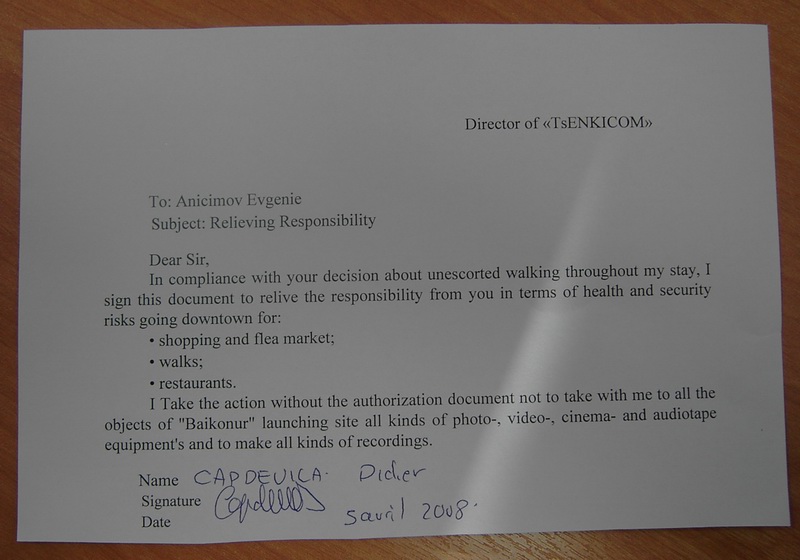 Director of «TsENKICOM»
To: Anicimov Evgenie
Subject: Relieving Responsibility
Dear Sir,
In compliance with your decision about unescorted walking throughout my stay, I
sign this document to relive the responsibility from you in terms of health and security
risks going downtown for:
• shopping and flea market;
• walks;
• restaurants.
I Take the action without the authorization document not to take with me to all the
objects of "Baikonur" launching site all kinds of photo-, video-, cinema- and audiotape
equipment's and to make all kinds of recordings.
Name CAPDEVILA Didier
Signature
Date 5 avril 2008